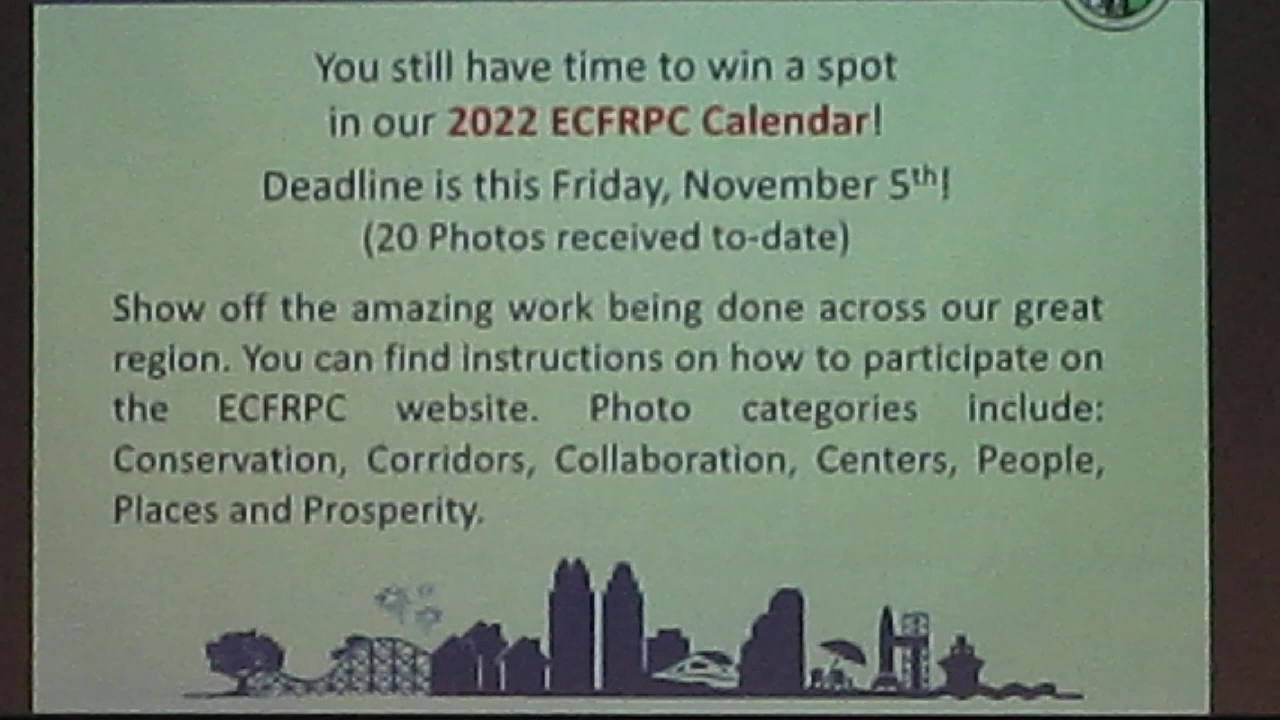 You still have time to win a spot
in our 2022 ECFRPC Calendar!
Deadline is this Friday, November 5th!
(20 Photos received to-date)
Show off the amazing work being done across our great
region. You can find instructions on how to participate on
the ECFRPC website. Photo categories include:
Conservation, Corridors, Collaboration, Centers, People,
Places and Prosperity.